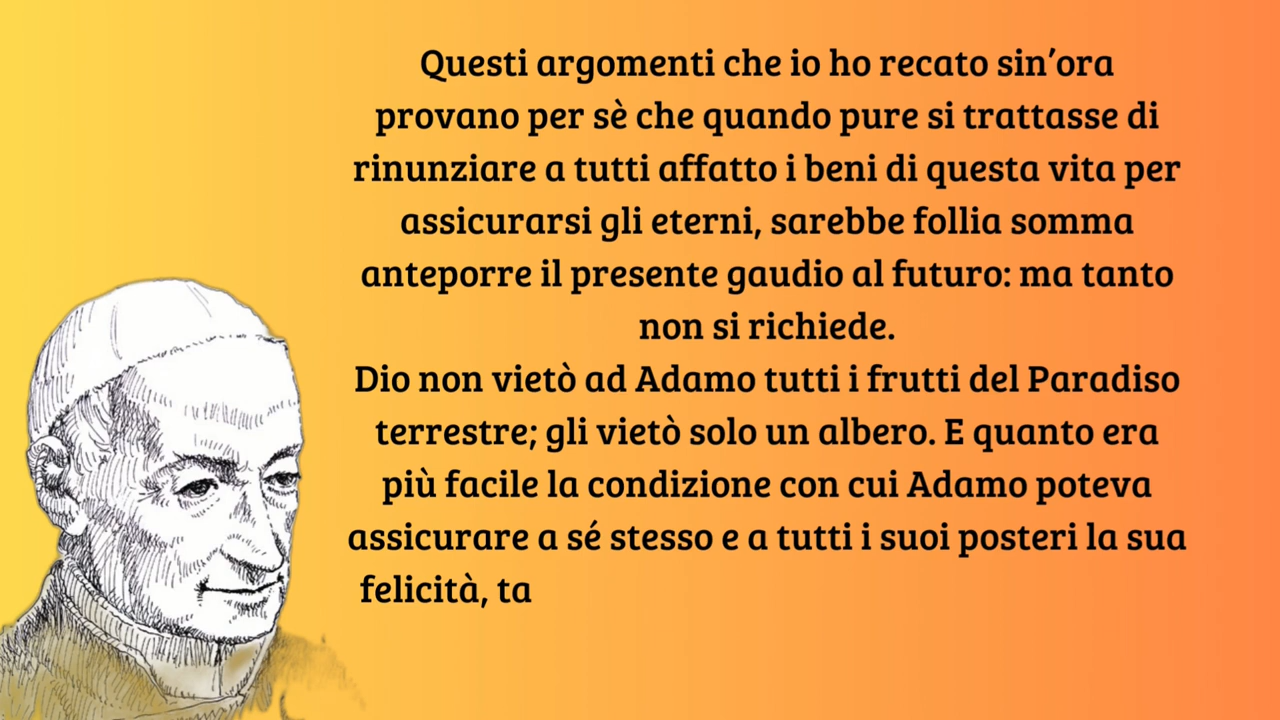 Questi argomenti che io ho recato sin’ora
provano per sè che quando pure si trattasse di
rinunziare a tutti affatto i beni di questa vita per
assicurarsi gli eterni, sarebbe follia somma
anteporre il presente gaudio al futuro: ma tanto
non si richiede.
Dio non vietò ad Adamo tutti i frutti del Paradiso
terrestre; gli vietò solo un albero. E quanto era
più facile la condizione con cui Adamo poteva
assicurare a sé stesso e a tutti i suoi posteri la sua
felicità, ta